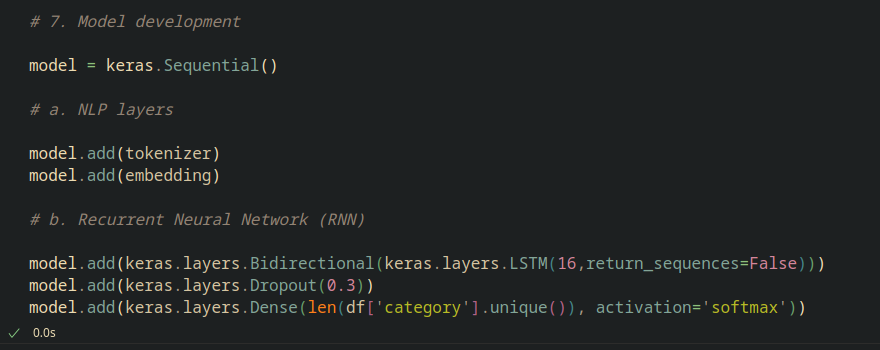 # 7. Model development
model = keras.Sequential()
# a. NLP layers
model.add(tokenizer)
model.add(embedding)
# b. Recurrent Neural Network (RNN)
model.add(keras.layers.Bidirectional(keras.layers.LSTM(16,return_sequences=False)))
model.add(keras.layers.Dropout(0.3))
model.add(keras.layers.Dense(len(df['category'].unique()), activation='softmax'))
0.0s